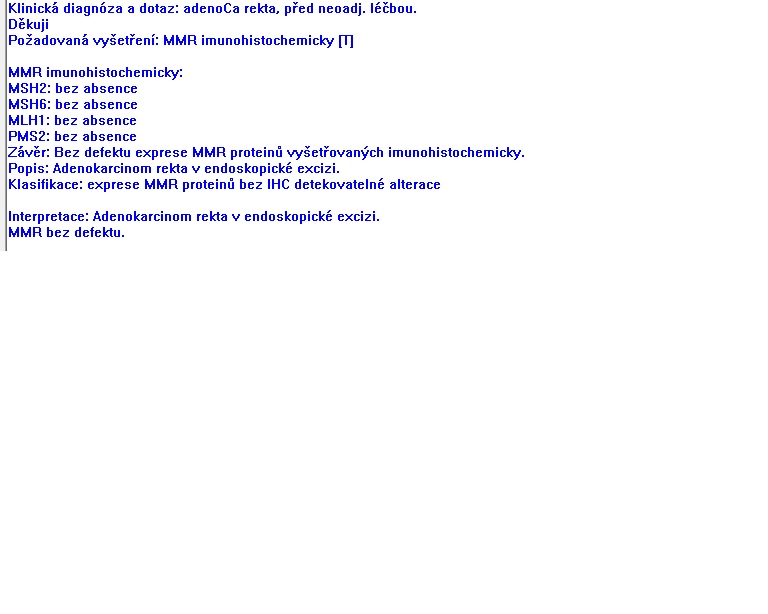 Klinická diagnóza a dotaz: adenoCa rekta, před neoadj. léčbou.
Děkuji
Požadovaná vyšetření: MMR imunohistochemicky [T]
MMR imunohistochemicky:
MSH2: bez absence
MSH6: bez absence
MLH1: bez absence
PMS2: bez absence
Závěr: Bez defektu exprese MMR proteinů vyšetřovaných imunohistochemicky.
Popis: Adenokarcinom rekta v endoskopické excizi.
Klasifikace: exprese MMR proteinů bez IHC detekovatelné alterace
Interpretace: Adenokarcinom rekta v endoskopické excizi.
MMR bez defektu.